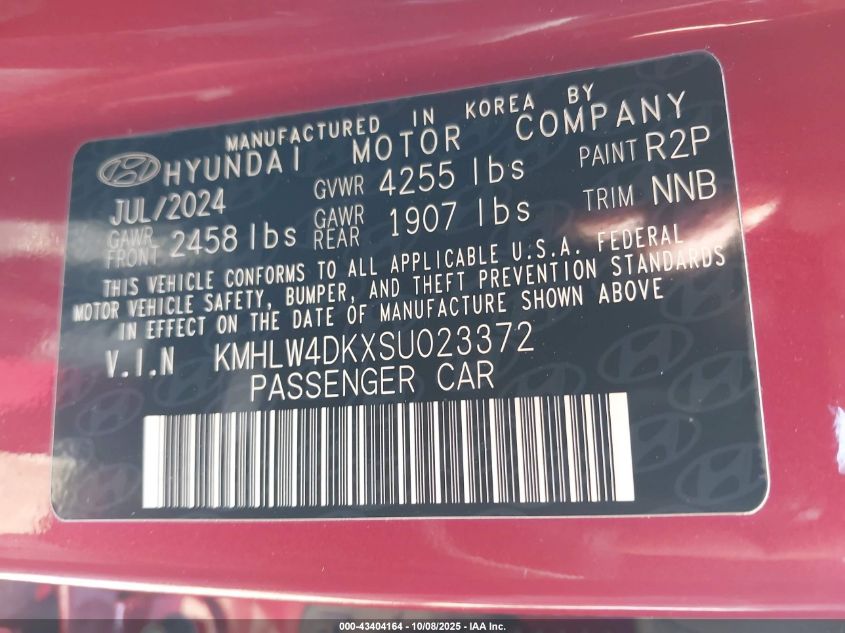 MANUFACTURED IN KOREA BY
HYUNDAI MOTOR COMPANY
JUL/2024 GVWR 4255 lbs PAINT R2P
GAWR FRONT 2458 lbs GAWR REAR 1907 lbs TRIM NNB
THIS VEHICLE CONFORMS TO ALL APPLICABLE U.S.A. FEDERAL
MOTOR VEHICLE SAFETY, BUMPER, AND THEFT PREVENTION STANDARDS
IN EFFECT ON THE DATE OF MANUFACTURE SHOWN ABOVE
V.I.N KMHLW4DKXSU023372
PASSENGER CAR
000-43404164 - 10/08/2025 - IAA Inc.